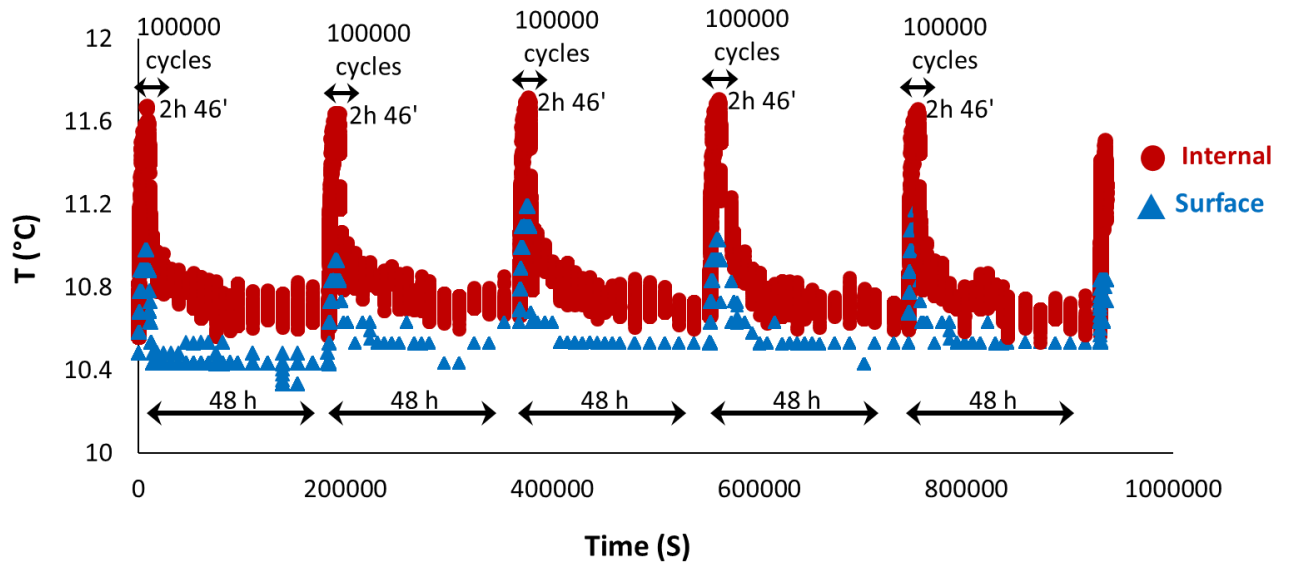 100000
cycles
2h 46'
100000
cycles
2h 46'
100000
cycles
2h 46'
100000
cycles
2h 46'
100000
cycles
2h 46'
12
11.6
11.2
10.8
10.4
10
T (°C)
Internal
Surface
48 h
48 h
48 h
48 h
48 h
0
200000
400000
600000
800000
1000000
Time (S)